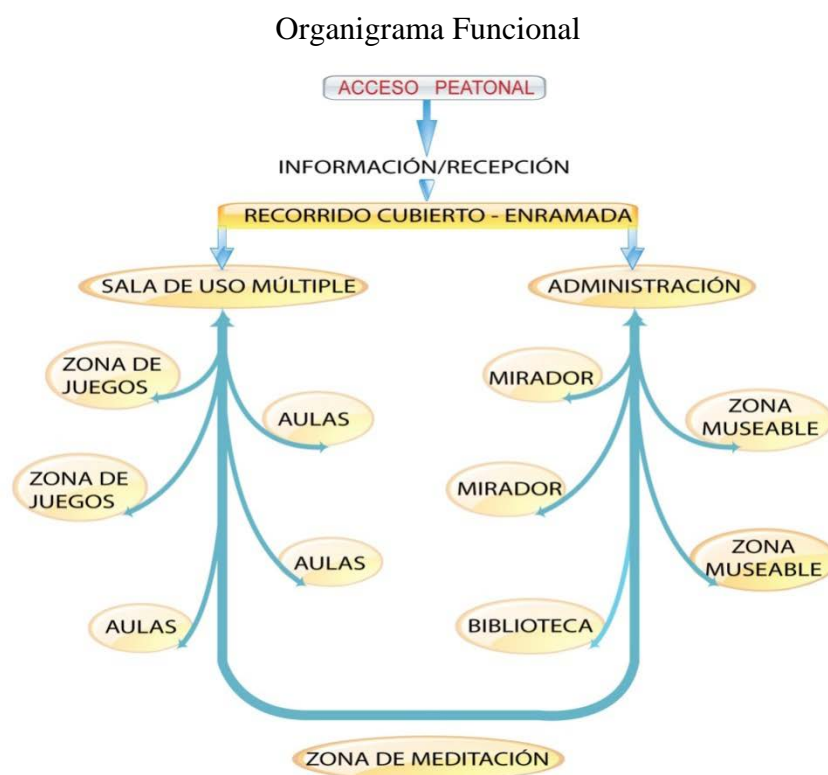 Organigrama Funcional
ACCESO PEATONAL
INFORMACIÓN/RECEPCIÓN
RECORRIDO CUBIERTO - ENRAMADA
SALA DE USO MÚLTIPLE
ADMINISTRACIÓN
ZONA DE
JUEGOS
AULAS
ZONA DE
JUEGOS
AULAS
AULAS
MIRADOR
ZONA
MUSEABLE
MIRADOR
ZONA
MUSEABLE
BIBLIOTECA
ZONA DE MEDITACIÓN